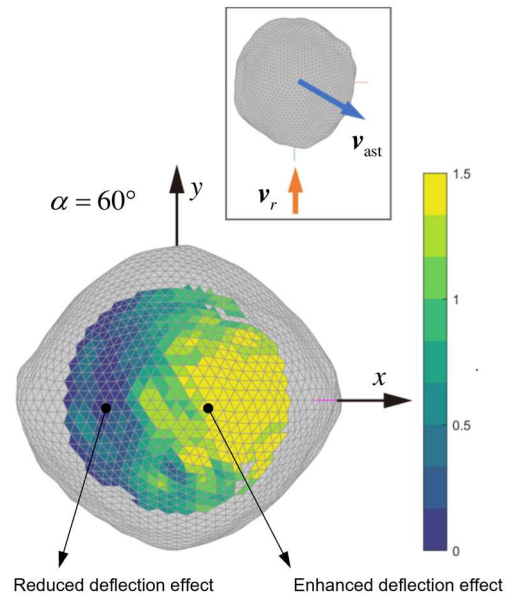 v_ast
v_r
α = 60°
y
1.5
1
x
0.5
0
Reduced deflection effect
Enhanced deflection effect